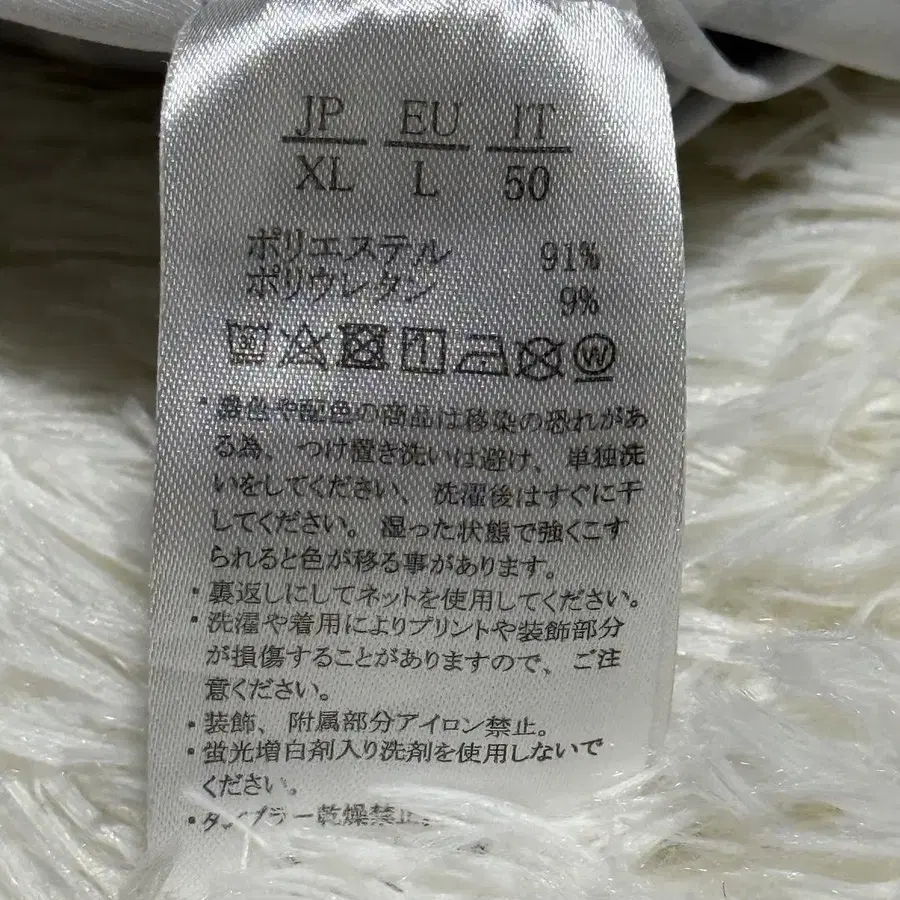 JP EU IT
XL L 50
ポリエステル 91%
ポリウレタン 9%
W
・濃色や配色の商品は移染の恐れがあ
る為、つけ置き洗いは避け、単独洗
いをしてください、洗濯後はすぐに干
してください。湿った状態で強くこす
られると色が移る事があります。
・裏返しにしてネットを使用してください。
・洗濯や着用によりプリントや装飾部分
が損傷することがありますので、ご注
意ください。
・装飾、附属部分アイロン禁止。
・蛍光増白剤入り洗剤を使用しないで
ください。
・タンブラー乾燥禁止。